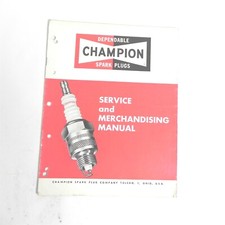 DEPENDABLE
CHAMPION
SPARK PLUGS
SERVICE
and
MERCHANDISING
MANUAL
CHAMPION SPARK PLUG COMPANY TOLEDO 1, OHIO, U.S.A.